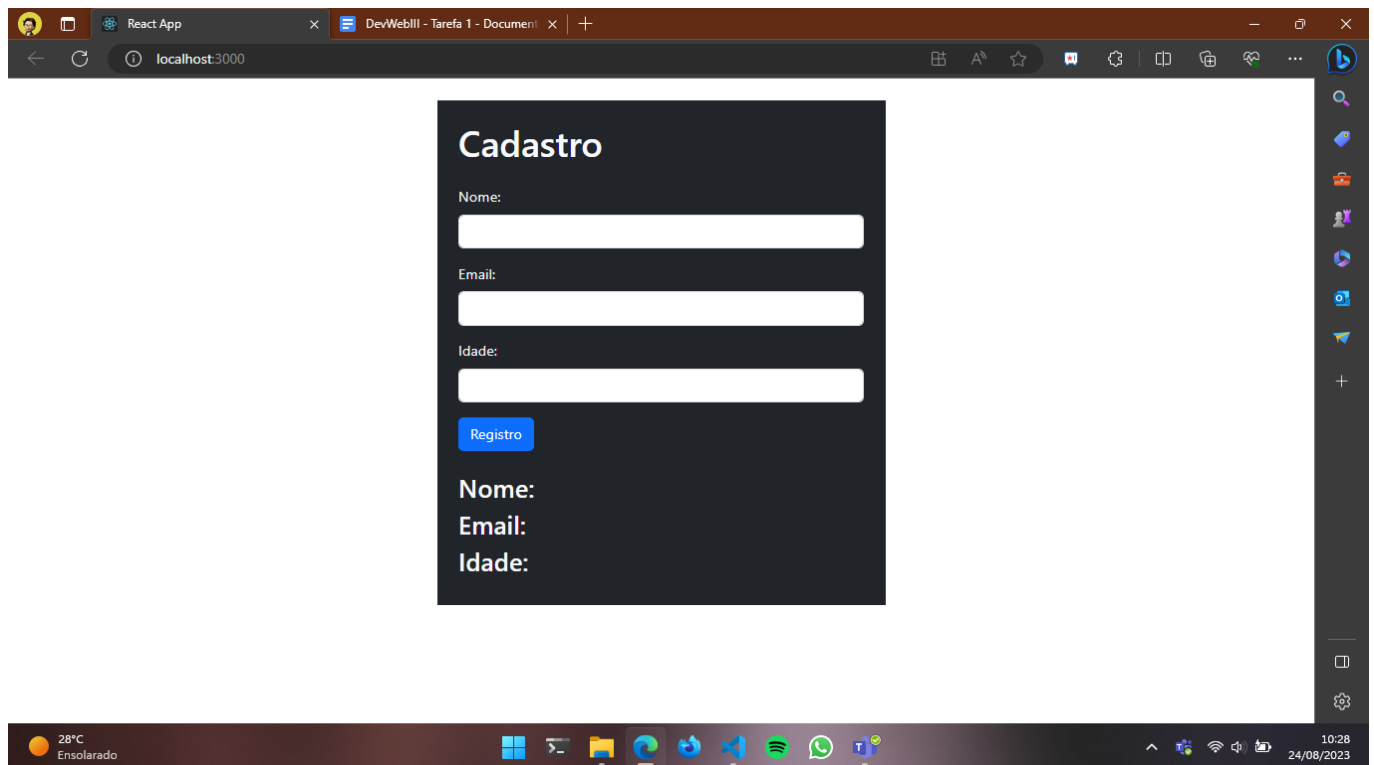 React App
DevWebIII - Tarefa 1 - Document
localhost:3000
Cadastro
Nome:
Email:
Idade:
Registro
Nome:
Email:
Idade:
28°C
Ensolarado
10:28
24/08/2023